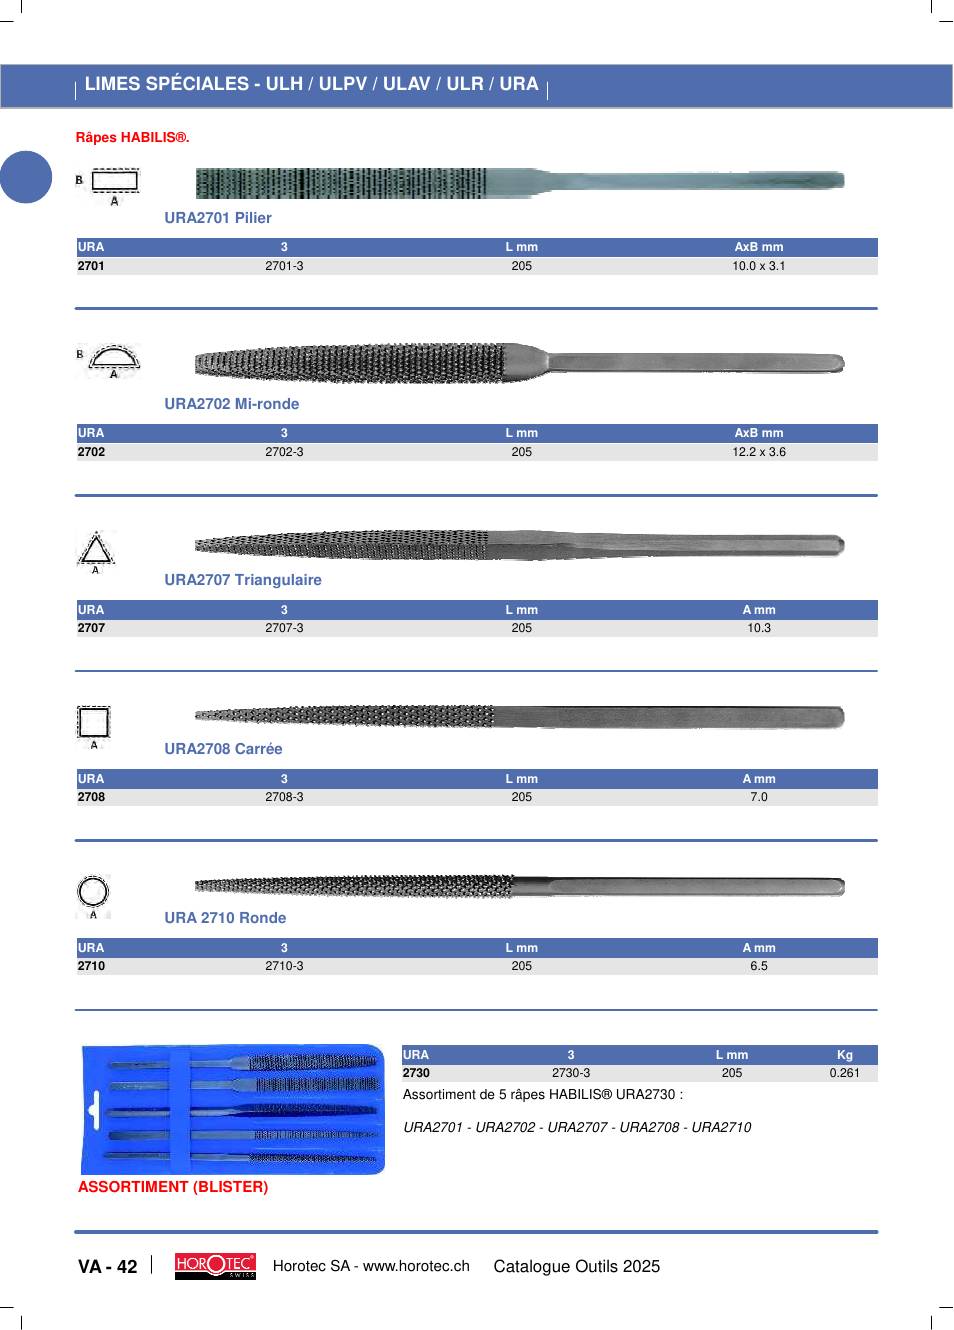 LIMES SPÉCIALES - ULH / ULPV / ULAV / ULR / URA
Râpes HABILIS®.
B
A
URA2701 Pilier
URA 3 L mm AxB mm
2701 2701-3 205 10.0 x 3.1
B
A
URA2702 Mi-ronde
URA 3 L mm AxB mm
2702 2702-3 205 12.2 x 3.6
A
URA2707 Triangulaire
URA 3 L mm A mm
2707 2707-3 205 10.3
A
URA2708 Carrée
URA 3 L mm A mm
2708 2708-3 205 7.0
A
URA 2710 Ronde
URA 3 L mm A mm
2710 2710-3 205 6.5
URA 3 L mm Kg
2730 2730-3 205 0.261
Assortiment de 5 râpes HABILIS® URA2730 :
URA2701 - URA2702 - URA2707 - URA2708 - URA2710
ASSORTIMENT (BLISTER)
VA - 42
HOROTEC®
SWISS
Horotec SA - www.horotec.ch Catalogue Outils 2025